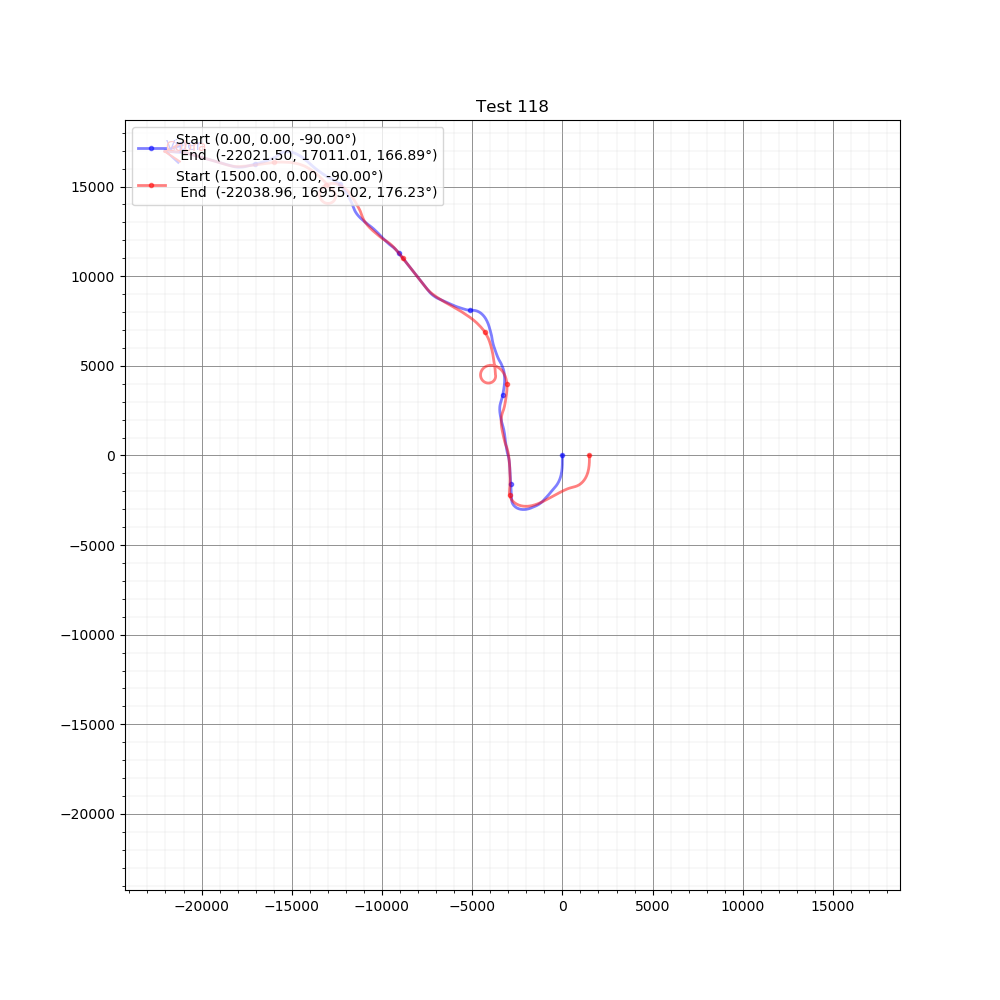 Test 118
Start (0.00, 0.00, -90.00°)
End (-22021.50, 17011.01, 166.89°)
Start (1500.00, 0.00, -90.00°)
End (-22038.96, 16955.02, 176.23°)
15000
10000
5000
0
−5000
−10000
−15000
−20000
−20000 −15000 −10000 −5000 0 5000 10000 15000